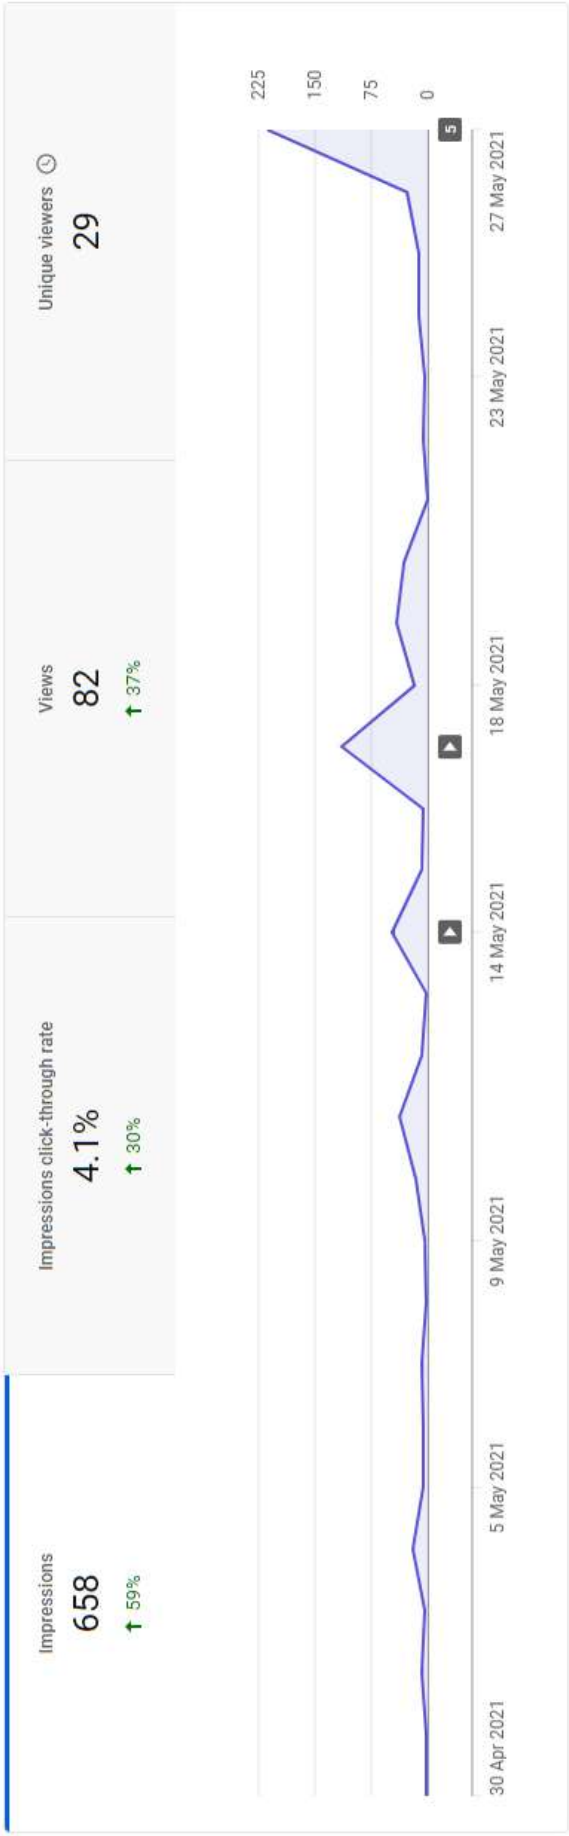 Impressions
658
59%
Impressions click-through rate
4.1%
30%
Views
82
37%
Unique viewers
29
225
150
75
0
5
30 Apr 2021
5 May 2021
9 May 2021
14 May 2021
18 May 2021
23 May 2021
27 May 2021